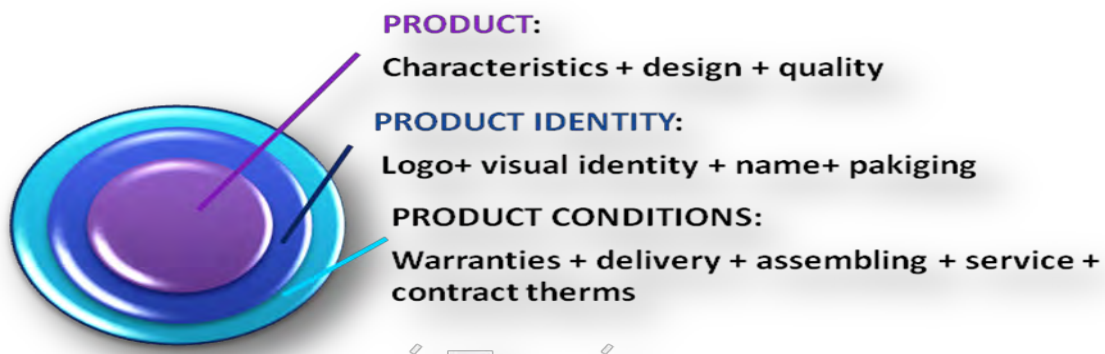 PRODUCT:
Characteristics + design + quality
PRODUCT IDENTITY:
Logo+ visual identity + name+ pakiging
PRODUCT CONDITIONS:
Warranties + delivery + assembling + service +
contract therms